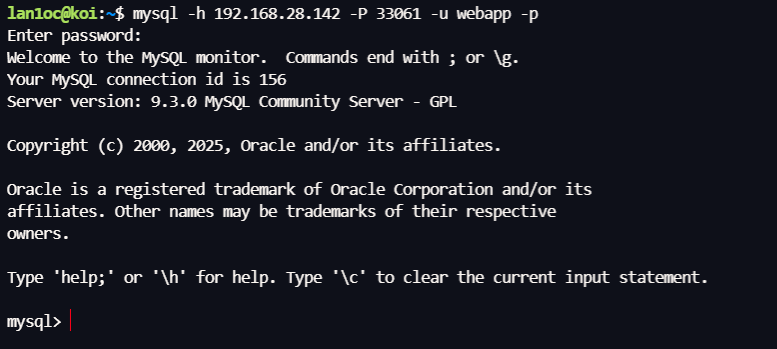 lan1oc@koi:~$ mysql -h 192.168.28.142 -P 33061 -u webapp -p
Enter password:
Welcome to the MySQL monitor.  Commands end with ; or \g.
Your MySQL connection id is 156
Server version: 9.3.0 MySQL Community Server - GPL

Copyright (c) 2000, 2025, Oracle and/or its affiliates.

Oracle is a registered trademark of Oracle Corporation and/or its
affiliates. Other names may be trademarks of their respective
owners.

Type 'help;' or '\h' for help. Type '\c' to clear the current input statement.

mysql>